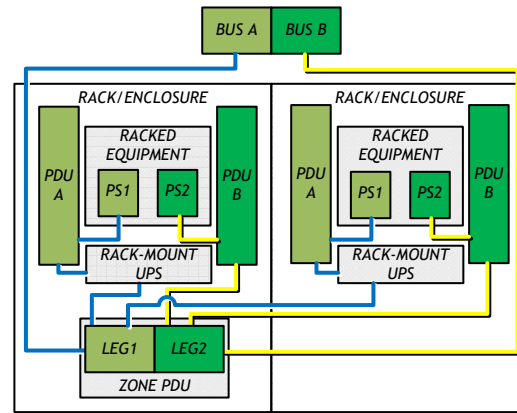 BUS A BUS B
RACK/ENCLOSURE
RACKED
EQUIPMENT
PDU
A
PS1
PS2
PDU
B
RACK-MOUNT
UPS
LEG1
LEG2
ZONE PDU
RACK/ENCLOSURE
RACKED
EQUIPMENT
PDU
A
PS1
PS2
PDU
B
RACK-MOUNT
UPS